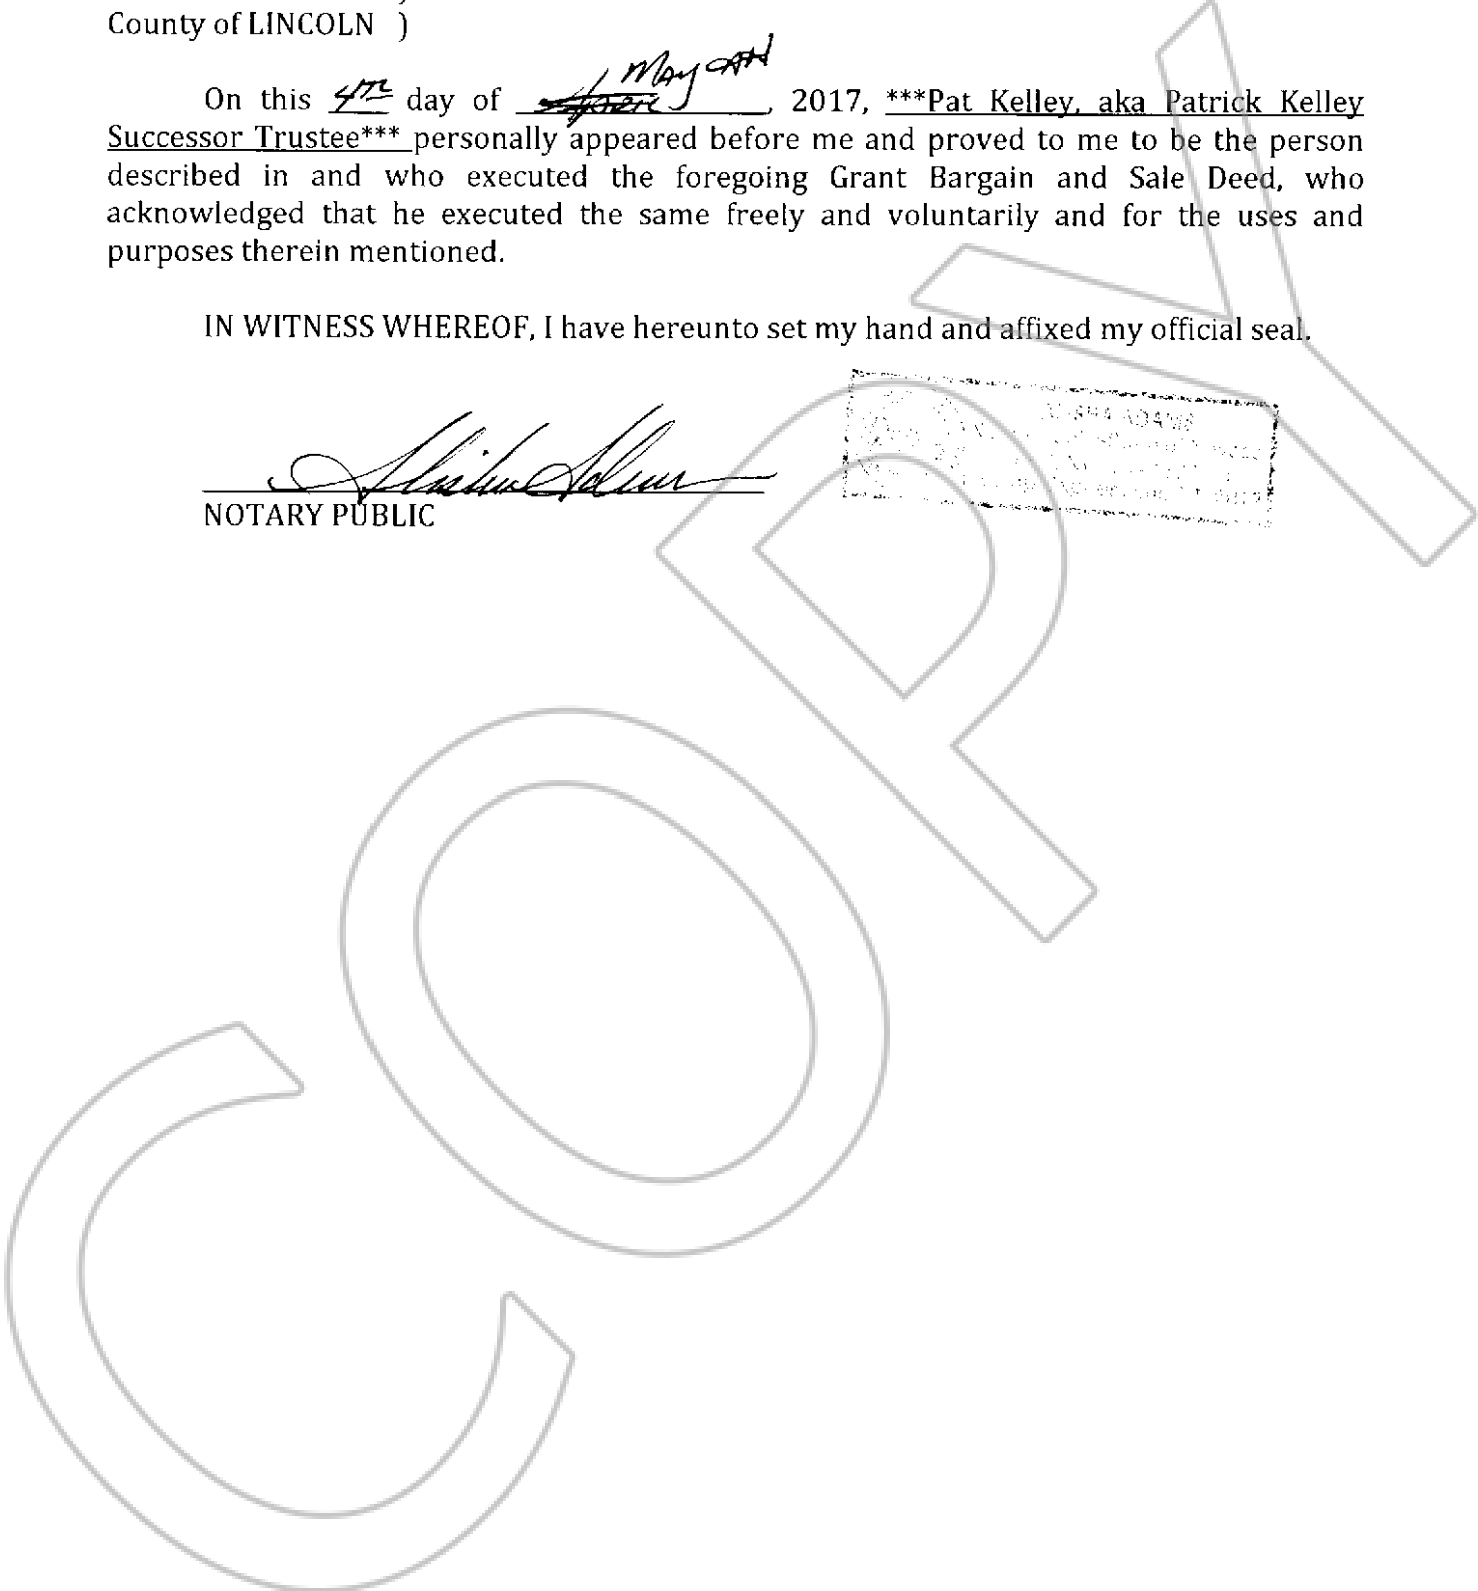 County of LINCOLN )
On this 4TH day of April May AA, 2017, ***Pat Kelley, aka Patrick Kelley
Successor Trustee*** personally appeared before me and proved to me to be the person
described in and who executed the foregoing Grant Bargain and Sale Deed, who
acknowledged that he executed the same freely and voluntarily and for the uses and
purposes therein mentioned.
IN WITNESS WHEREOF, I have hereunto set my hand and affixed my official seal.
ADAMS
NOTARY PUBLIC
COPY